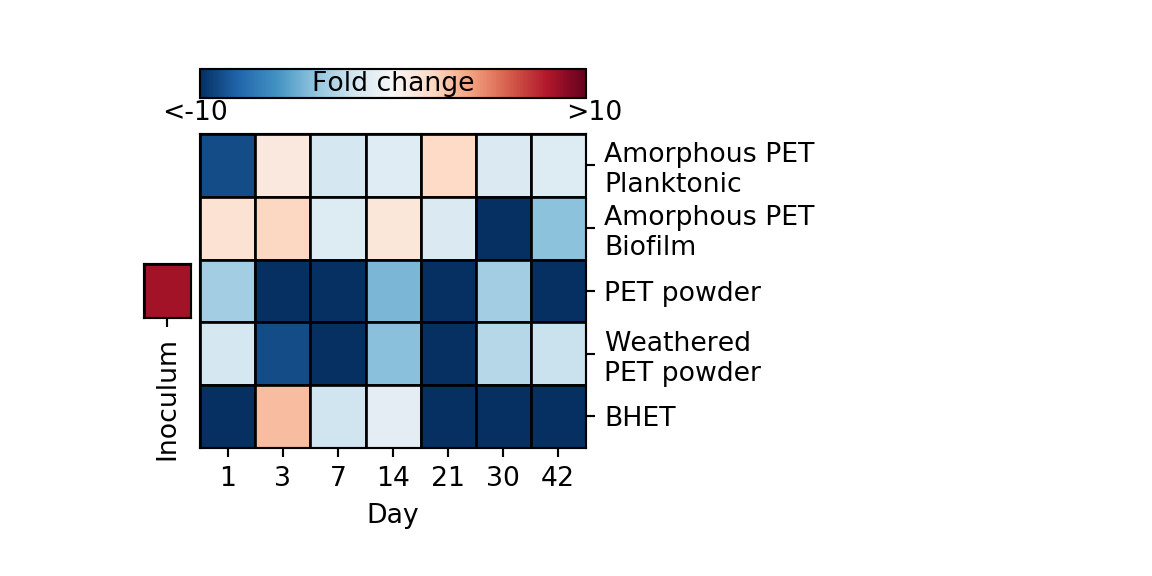 Fold change
<-10 >10
Amorphous PET
Planktonic
Amorphous PET
Biofilm
PET powder
Weathered
PET powder
BHET
Inoculum
1 3 7 14 21 30 42
Day